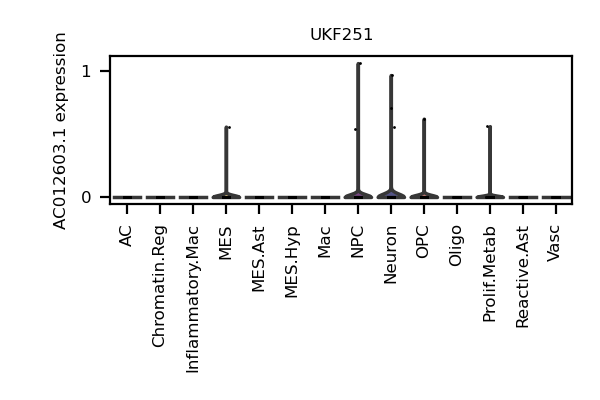 UKF251
AC012603.1 expression
1
0
AC
Chromatin.Reg
Inflammatory.Mac
MES
MES.Ast
MES.Hyp
Mac
NPC
Neuron
OPC
Oligo
Prolif.Metab
Reactive.Ast
Vasc